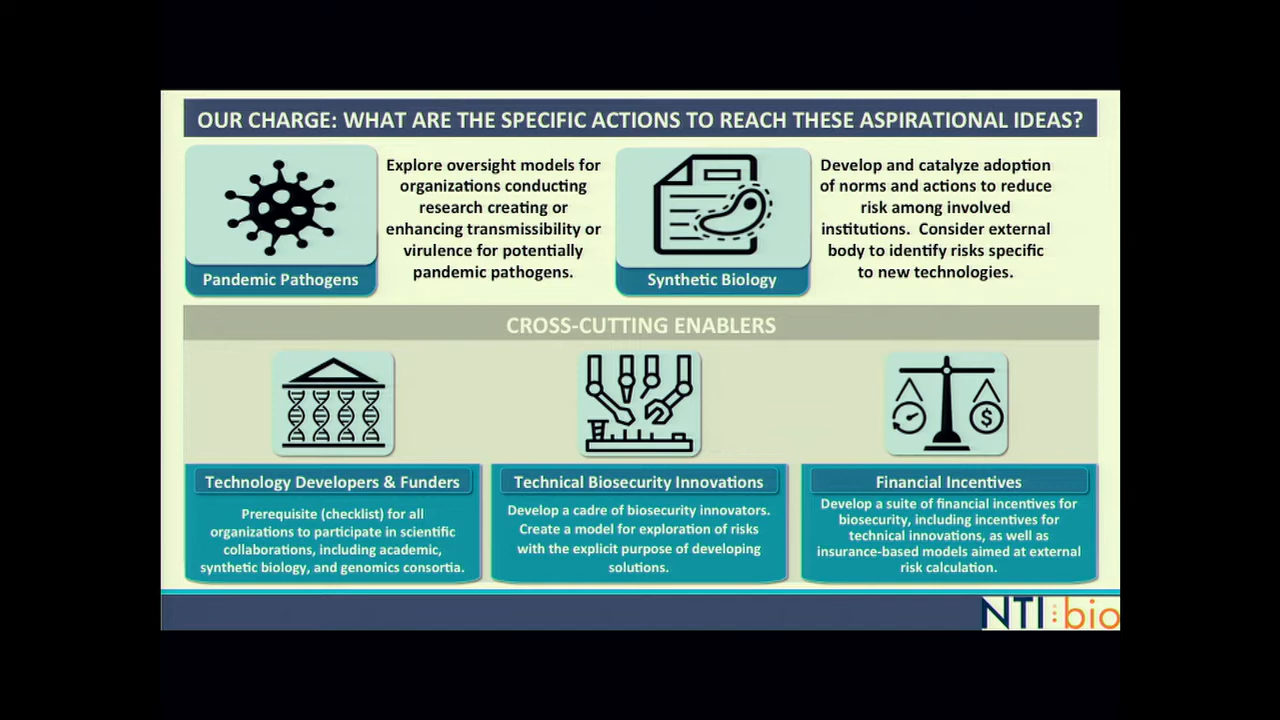 OUR CHARGE: WHAT ARE THE SPECIFIC ACTIONS TO REACH THESE ASPIRATIONAL IDEAS?
Explore oversight models for
organizations conducting
research creating or
enhancing transmissibility or
virulence for potentially
pandemic pathogens.
Pandemic Pathogens
Develop and catalyze adoption
of norms and actions to reduce
risk among involved
institutions. Consider external
body to identify risks specific
to new technologies.
Synthetic Biology
CROSS-CUTTING ENABLERS
$
Technology Developers & Funders
Prerequisite (checklist) for all
organizations to participate in scientific
collaborations, including academic,
synthetic biology, and genomics consortia.
Technical Biosecurity Innovations
Develop a cadre of biosecurity innovators.
Create a model for exploration of risks
with the explicit purpose of developing
solutions.
Financial Incentives
Develop a suite of financial incentives for
biosecurity, including incentives for
technical innovations, as well as
insurance-based models aimed at external
risk calculation.
NTI:bio